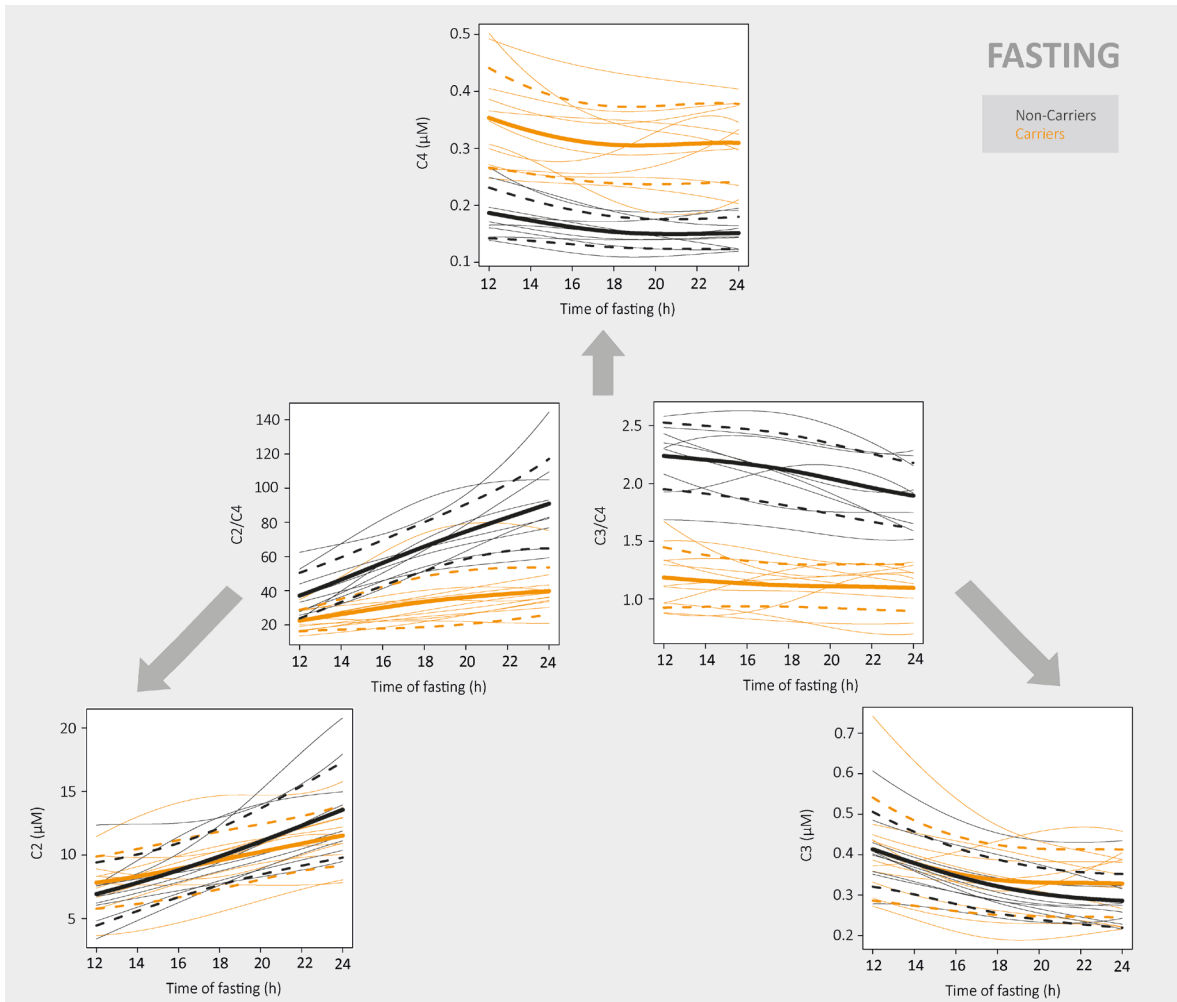 FASTING
Non-Carriers
Carriers
C4 (µM)
0.5
0.4
0.3
0.2
0.1
12 14 16 18 20 22 24
Time of fasting (h)
C2/C4
140
120
100
80
60
40
20
12 14 16 18 20 22 24
Time of fasting (h)
C3/C4
2.5
2.0
1.5
1.0
12 14 16 18 20 22 24
Time of fasting (h)
C2 (µM)
20
15
10
5
12 14 16 18 20 22 24
Time of fasting (h)
C3 (µM)
0.7
0.6
0.5
0.4
0.3
0.2
12 14 16 18 20 22 24
Time of fasting (h)